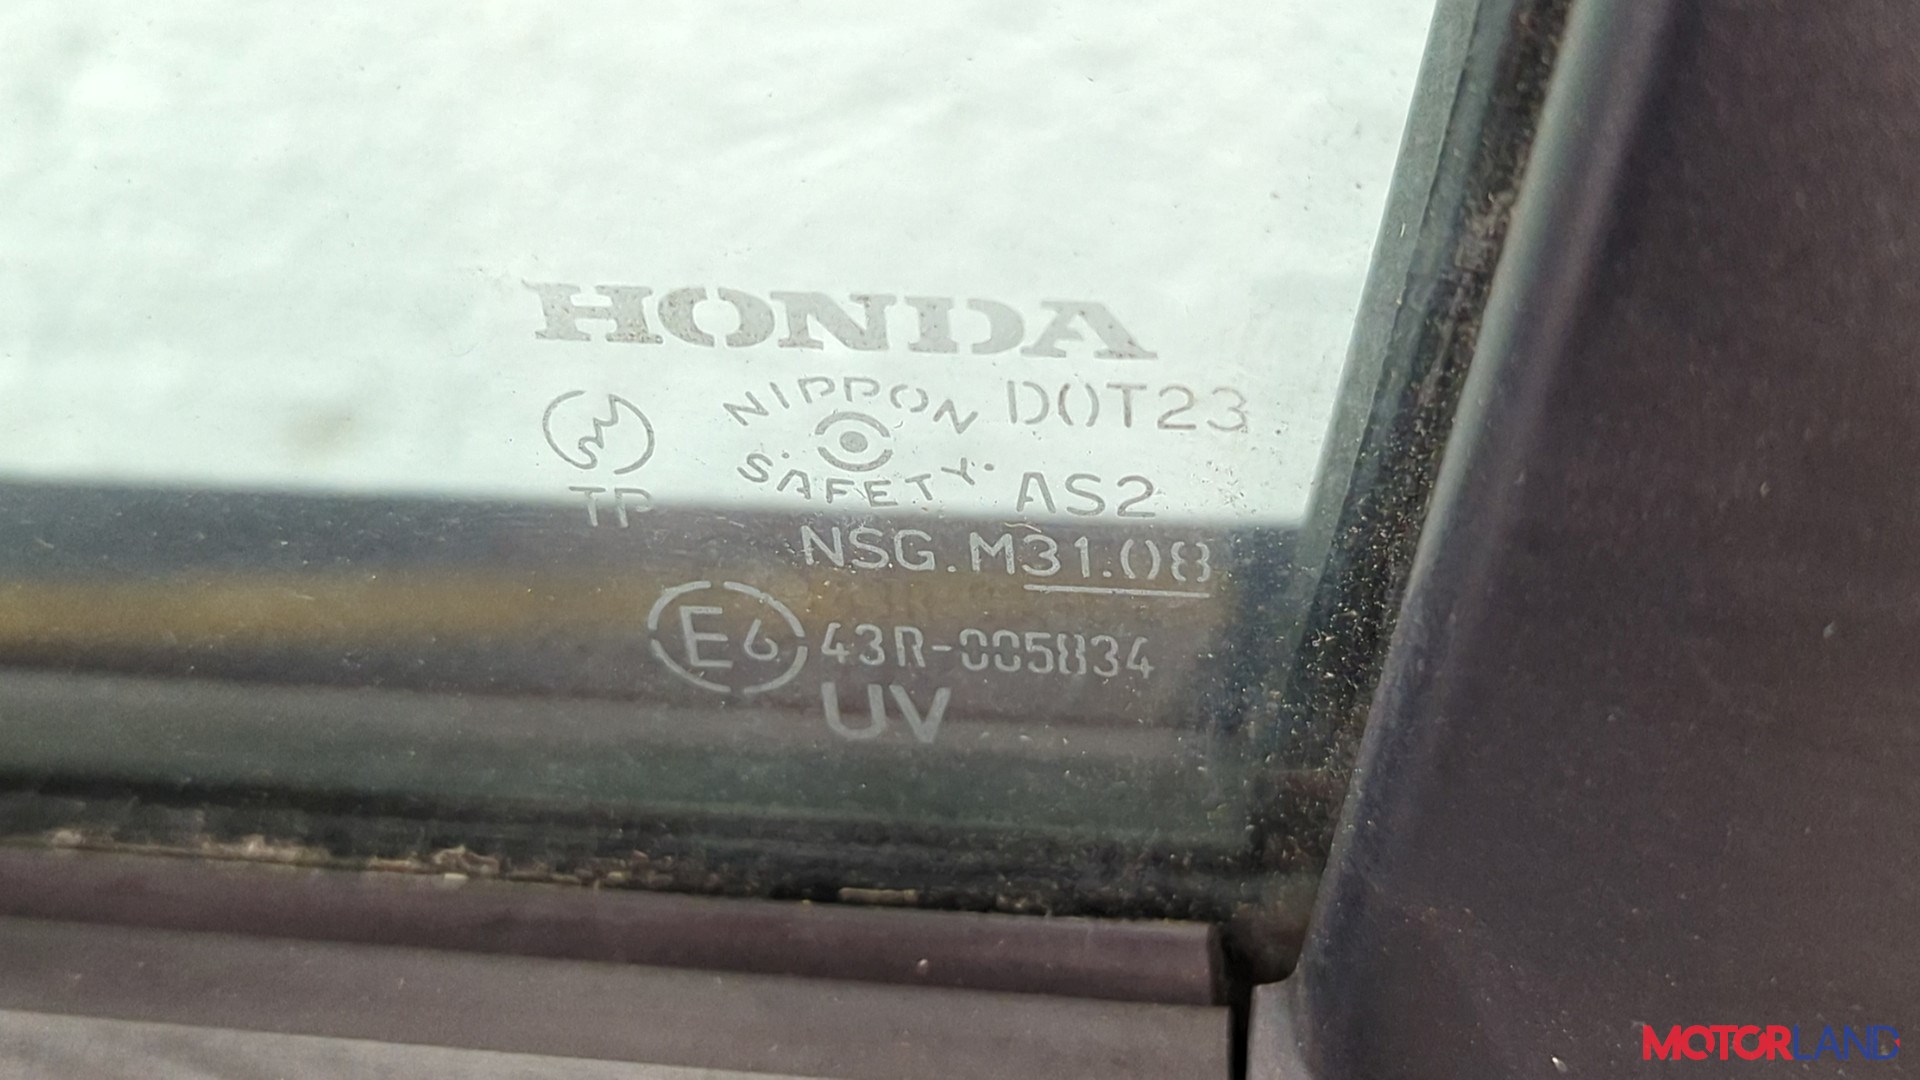 HONDA
NIPPON SAFETY DOT23
TP AS2
NSG.M31.08
E6 43R-005834
UV
MOTORLAND